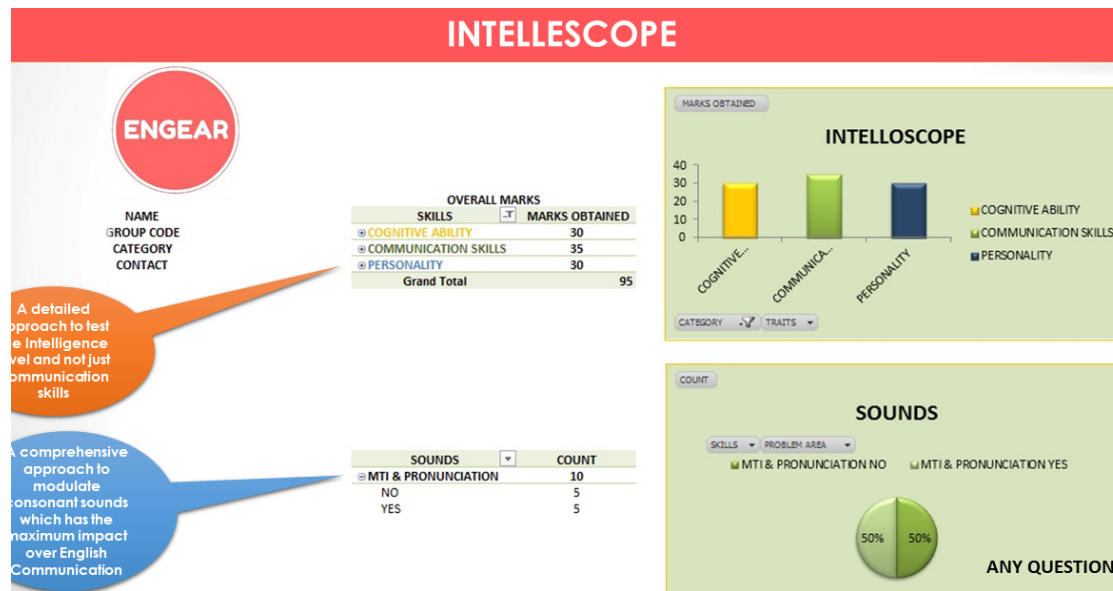 INTELLESCOPE
ENGEAR
NAME
GROUP CODE
CATEGORY
CONTACT
OVERALL MARKS
SKILLS MARKS OBTAINED
COGNITIVE ABILITY 30
COMMUNICATION SKILLS 35
PERSONALITY 30
Grand Total 95
A detailed
pproach to test
e Intelligence
vel and not just
ommunication
skills
A comprehensive
approach to
modulate
consonant sounds
which has the
maximum impact
over English
Communication
SOUNDS COUNT
MTI & PRONUNCIATION 10
NO 5
YES 5
MARKS OBTAINED
INTELLOSCOPE
40
30
20
10
0
COGNITIVE...
COMMUNICA...
PERSONALITY
COGNITIVE ABILITY
COMMUNICATION SKILLS
PERSONALITY
CATEGORY TRAITS
COUNT
SOUNDS
SKILLS PROBLEM AREA
MTI & PRONUNCIATION NO MTI & PRONUNCIATION YES
50% 50%
ANY QUESTION